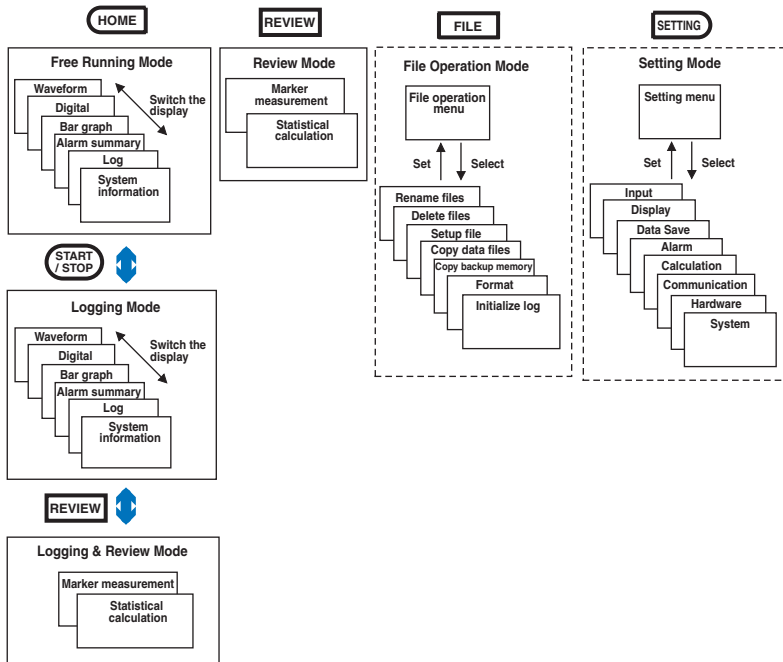 HOME
REVIEW
FILE
SETTING
Free Running Mode
Waveform
Digital
Bar graph
Alarm summary
Log
System
information
Switch the
display
Review Mode
Marker
measurement
Statistical
calculation
File Operation Mode
File operation
menu
Set
Select
Rename files
Delete files
Setup file
Copy data files
Copy backup memory
Format
Initialize log
Setting Mode
Setting menu
Set
Select
Input
Display
Data Save
Alarm
Calculation
Communication
Hardware
System
START
/ STOP
Logging Mode
Waveform
Digital
Bar graph
Alarm summary
Log
System
information
Switch the
display
REVIEW
Logging & Review Mode
Marker measurement
Statistical
calculation